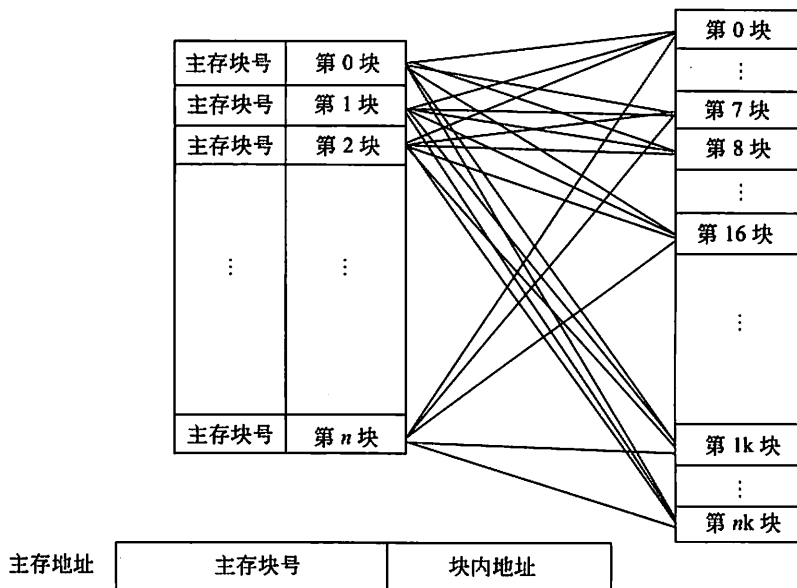 主存块号 第 0 块
主存块号 第 1 块
主存块号 第 2 块
⋮ ⋮
主存块号 第 n 块
第 0 块
⋮
第 7 块
第 8 块
⋮
第 16 块
⋮
第 1k 块
⋮
第 nk 块
主存地址 主存块号 块内地址